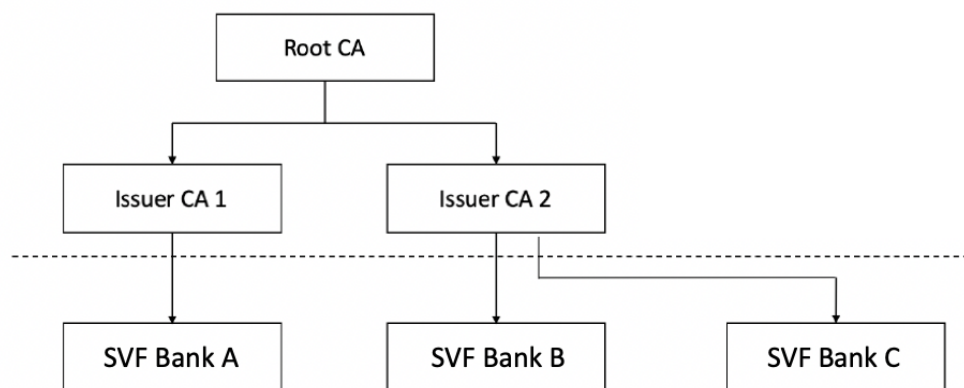 Root CA
Issuer CA 1
Issuer CA 2
SVF Bank A
SVF Bank B
SVF Bank C